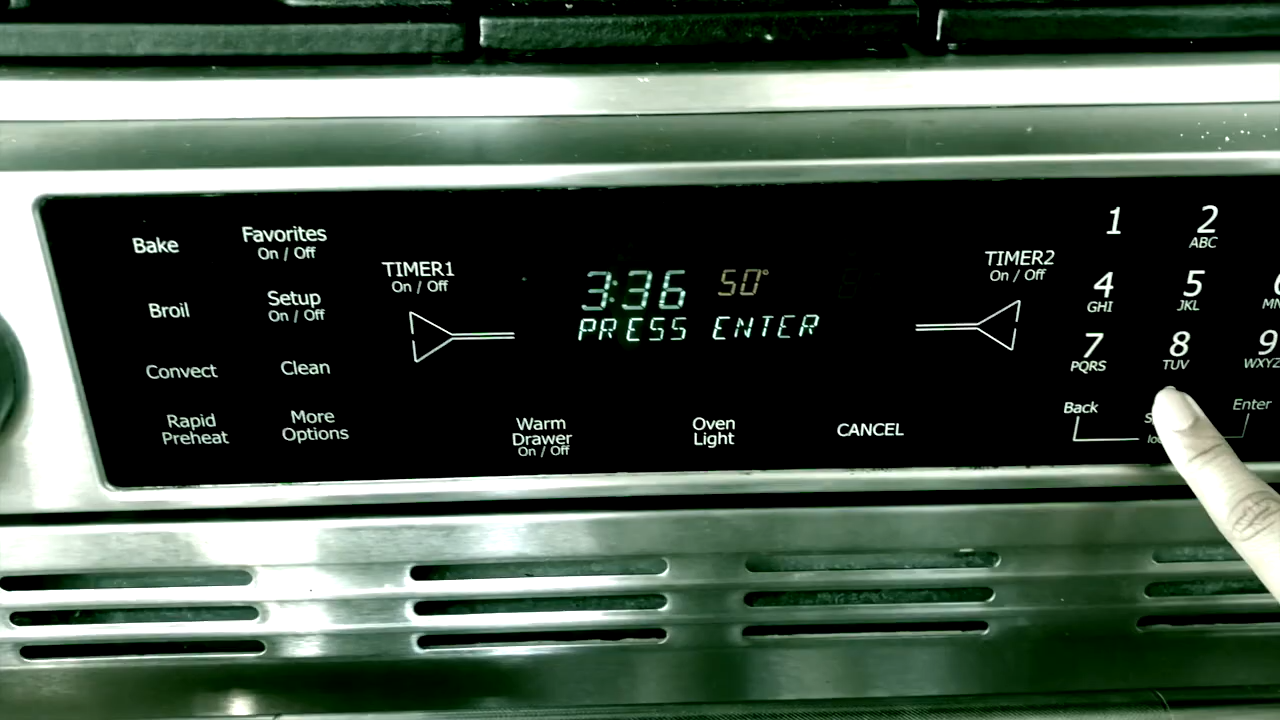 Bake
Favorites
On / Off
Broil
Setup
On / Off
Convect
Clean
Rapid
Preheat
More
Options
TIMER1
On / Off
3:36 50°
PRESS ENTER
Warm
Drawer
On / Off
Oven
Light
CANCEL
TIMER2
On / Off
1
2
ABC
4
GHI
5
JKL
7
PQRS
8
TUV
9
WXYZ
Back
Enter